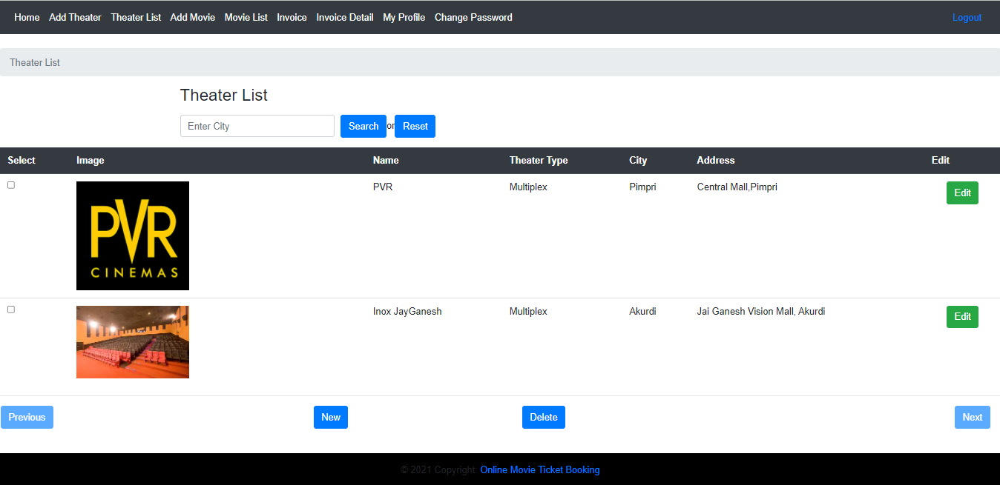 Home Add Theater Theater List Add Movie Movie List Invoice Invoice Detail My Profile Change Password Logout
Theater List
Theater List
Enter City Search or Reset
Select Image Name Theater Type City Address Edit
PVR Multiplex Pimpri Central Mall,Pimpri Edit
PVR
CINEMAS
Inox JayGanesh Multiplex Akurdi Jai Ganesh Vision Mall, Akurdi Edit
Previous New Delete Next
© 2021 Copyright: Online Movie Ticket Booking